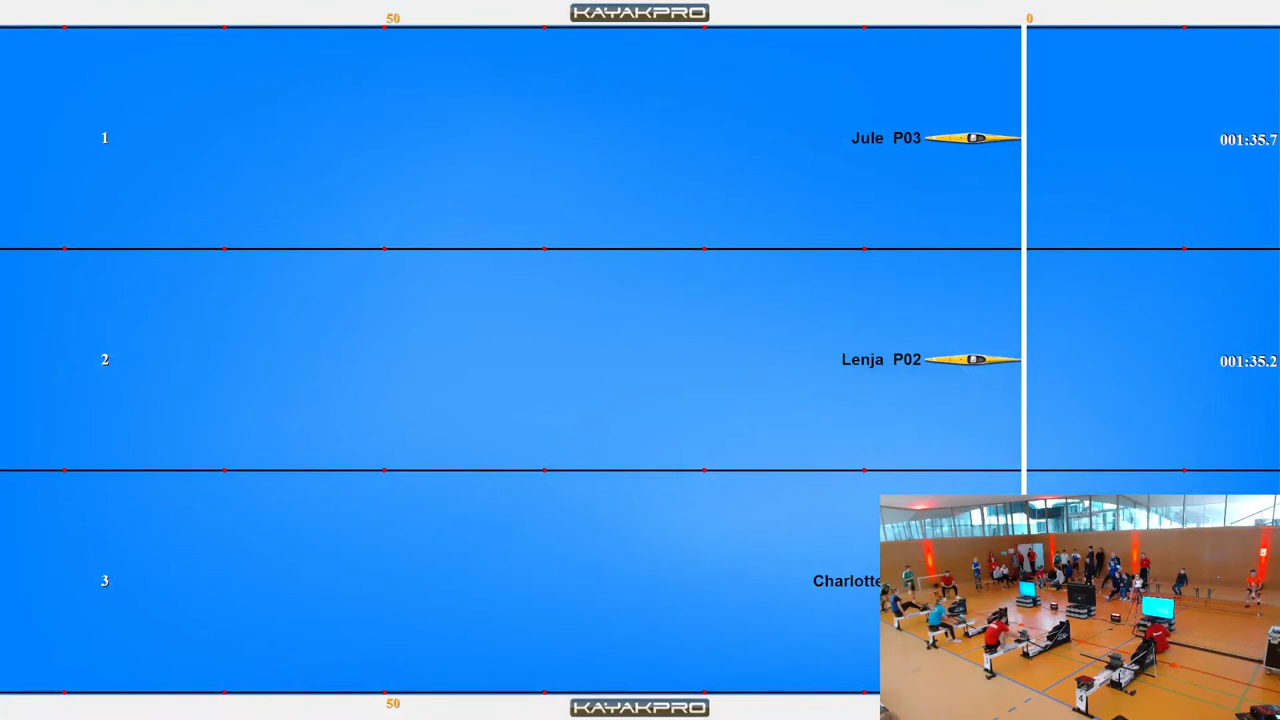 50 KAYAKPRO 0
1 Jule P03 001:35.7
2 Lenja P02 001:35.2
3 Charlotte
50 KAYAKPRO